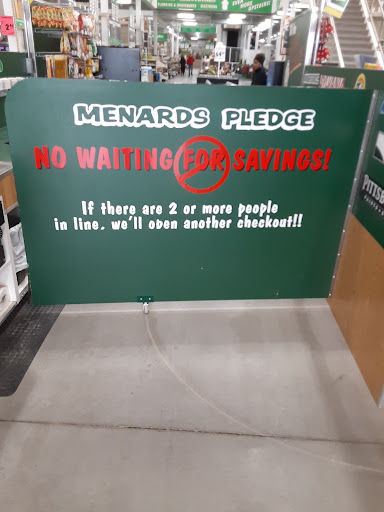 MENARDS PLEDGE
NO WAITING FOR SAVINGS!
If there are 2 or more people
in line, we'll open another checkout!!
PITTSB